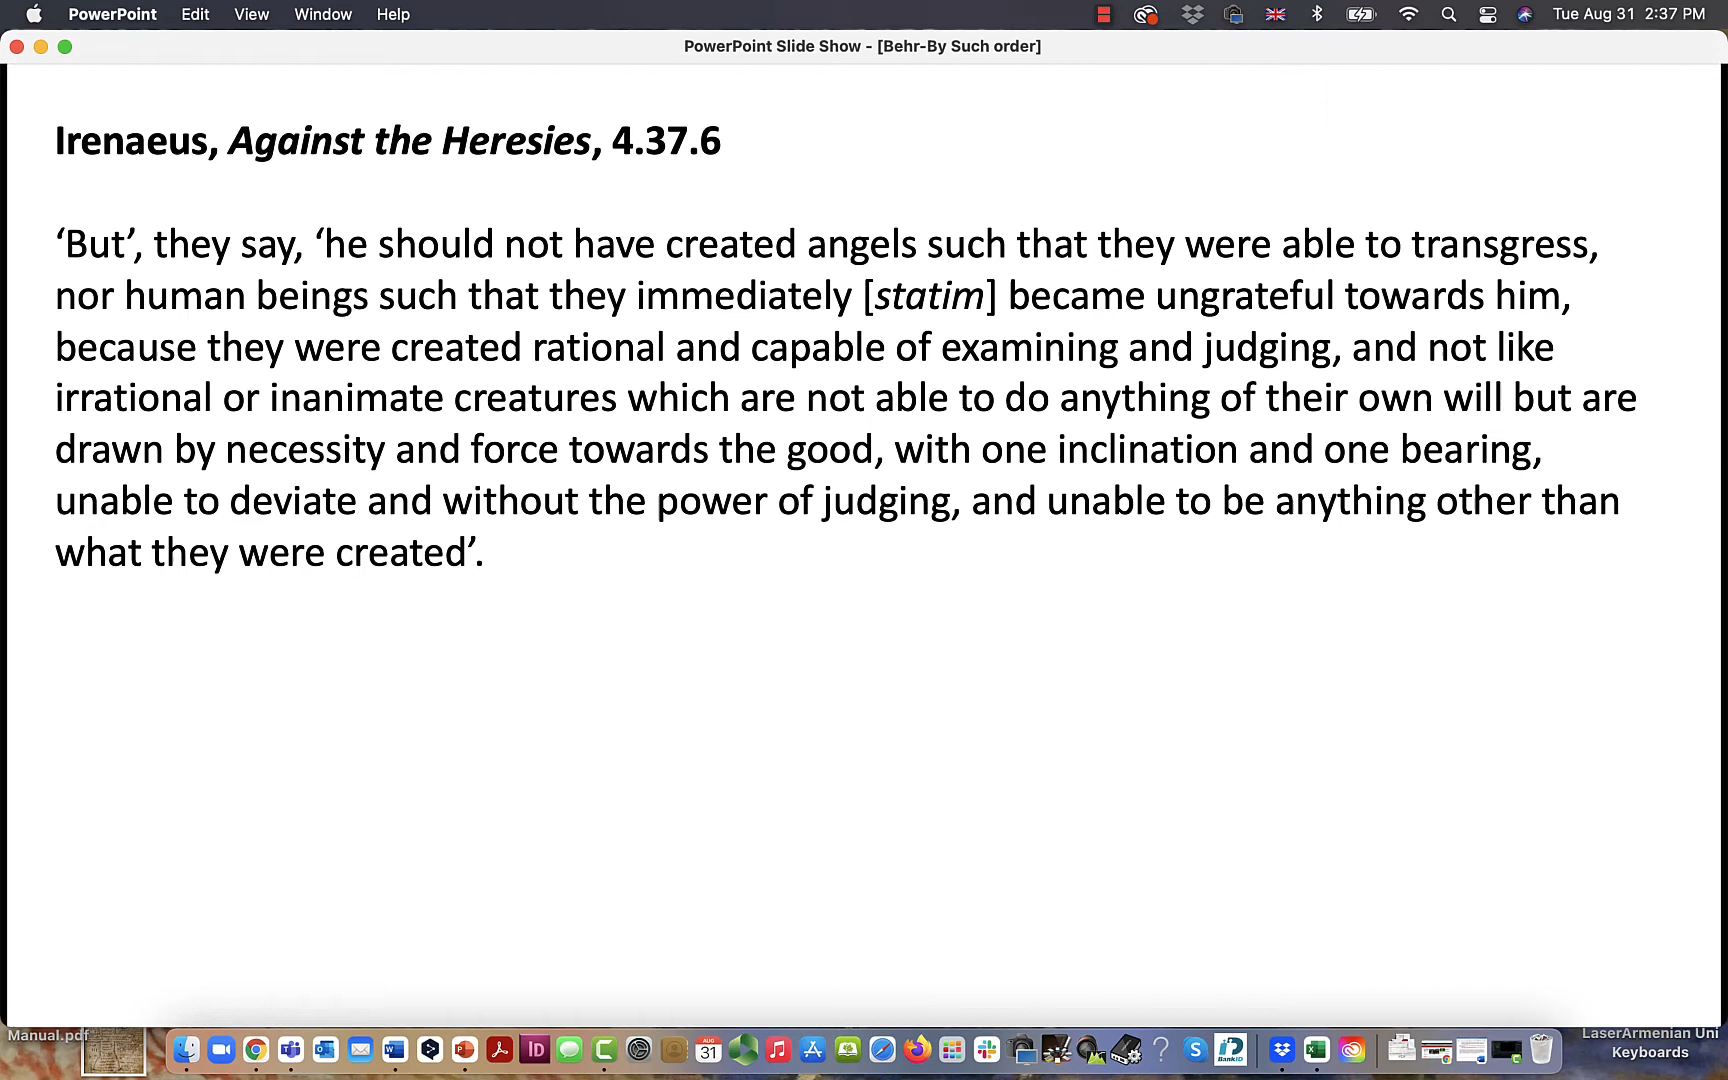 PowerPoint Edit View Window Help Tue Aug 31 2:37 PM
PowerPoint Slide Show - [Behr-By Such order]
Irenaeus, Against the Heresies, 4.37.6
‘But’, they say, ‘he should not have created angels such that they were able to transgress,
nor human beings such that they immediately [statim] became ungrateful towards him,
because they were created rational and capable of examining and judging, and not like
irrational or inanimate creatures which are not able to do anything of their own will but are
drawn by necessity and force towards the good, with one inclination and one bearing,
unable to deviate and without the power of judging, and unable to be anything other than
what they were created’.
Manual.pdf
LaserArmenian Uni
Keyboards
AUG
31
ID
BankID